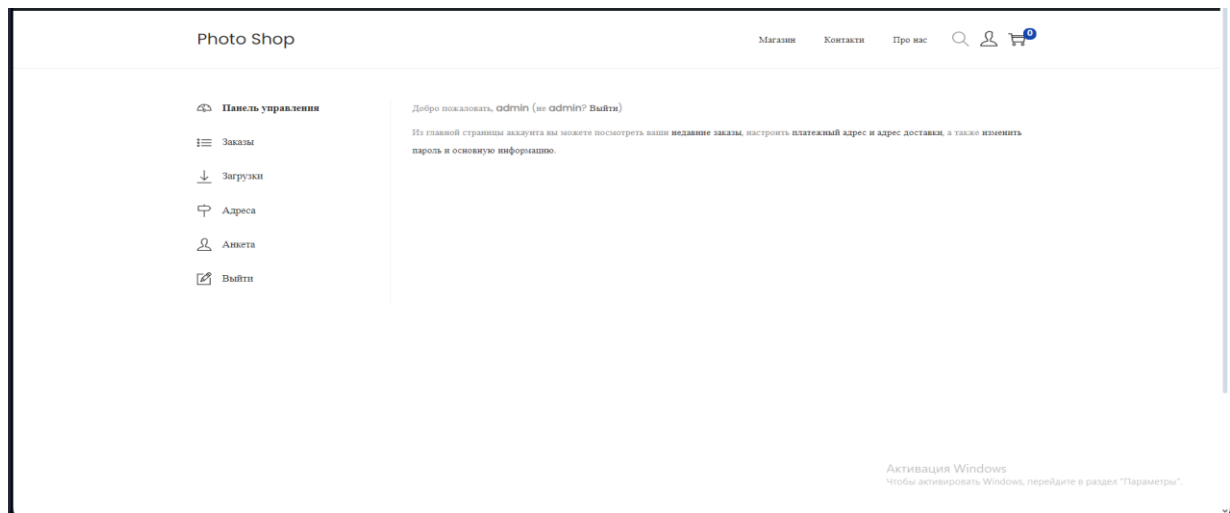 Photo Shop
Магазин Контакти Про нас 0
Панель управления
Заказы
Загрузки
Адреса
Анкета
Выйти
Добро пожаловать, admin (не admin? Выйти)
Из главной страницы аккаунта вы можете посмотреть ваши недавние заказы, настроить платежный адрес и адрес доставки, а также изменить
пароль и основную информацию.
Активация Windows
Чтобы активировать Windows, перейдите в раздел "Параметры".